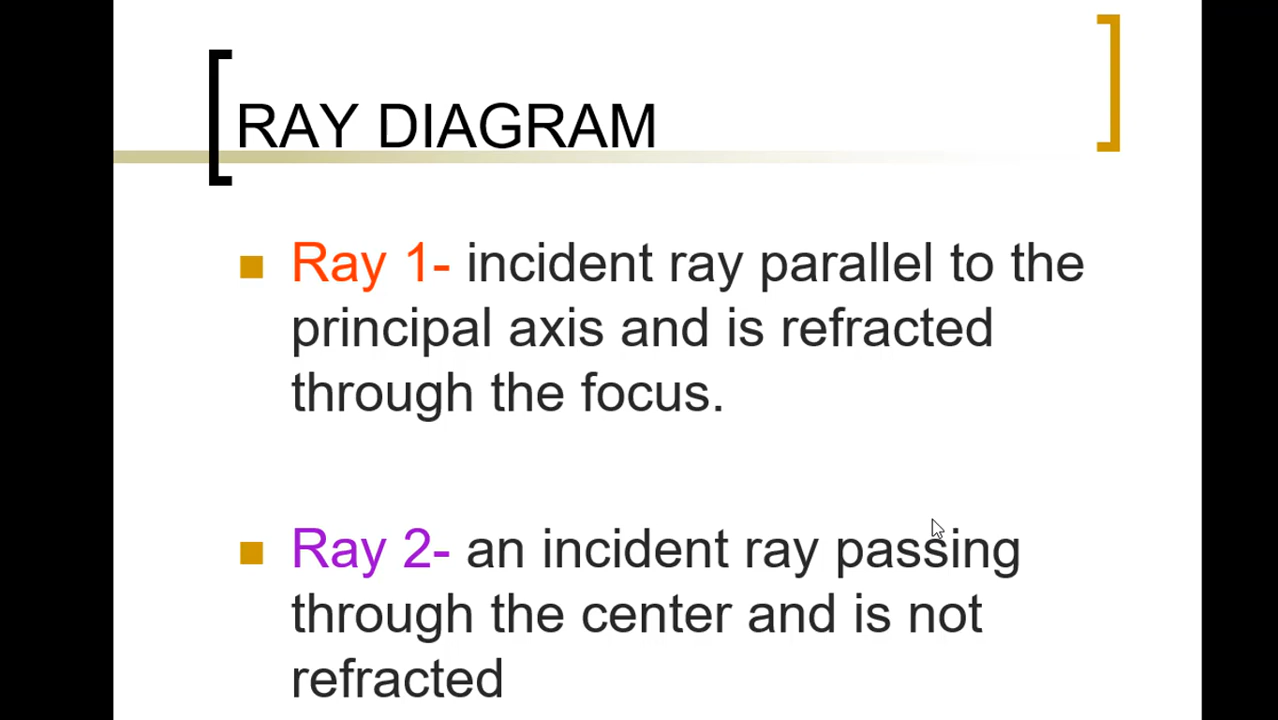 RAY DIAGRAM
Ray 1- incident ray parallel to the
principal axis and is refracted
through the focus.
Ray 2- an incident ray passing
through the center and is not
refracted